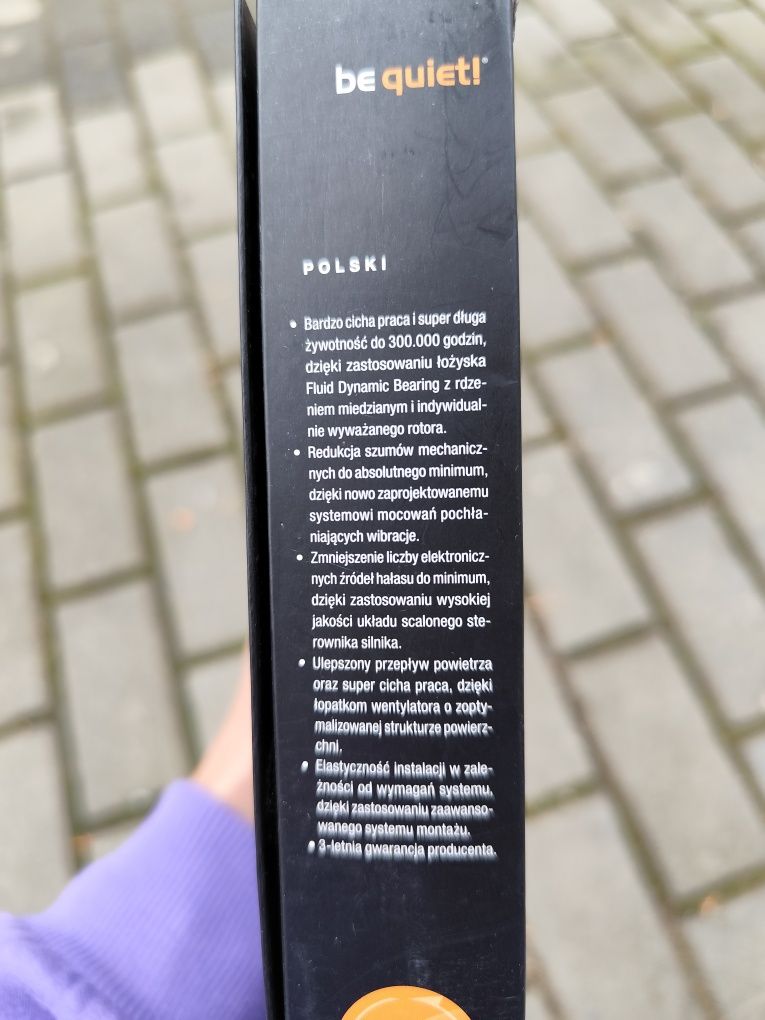 be quiet!®
POLSKI
• Bardzo cicha praca i super długa
żywotność do 300.000 godzin,
dzięki zastosowaniu łożyska
Fluid Dynamic Bearing z rdze-
niem miedzianym i indywidual-
nie wyważanego rotora.
• Redukcja szumów mechanicz-
nych do absolutnego minimum,
dzięki nowo zaprojektowanemu
systemowi mocowań pochła-
niających wibracje.
• Zmniejszenie liczby elektronicz-
nych źródeł hałasu do minimum,
dzięki zastosowaniu wysokiej
jakości układu scalonego ste-
rownika silnika.
• Ulepszony przepływ powietrza
oraz super cicha praca, dzięki
łopatkom wentylatora o zopty-
malizowanej strukturze powierz-
chni.
• Elastyczność instalacji w zale-
żności od wymagań systemu,
dzięki zastosowaniu zaawanso-
wanego systemu montażu.
• 3-letnia gwarancja producenta.